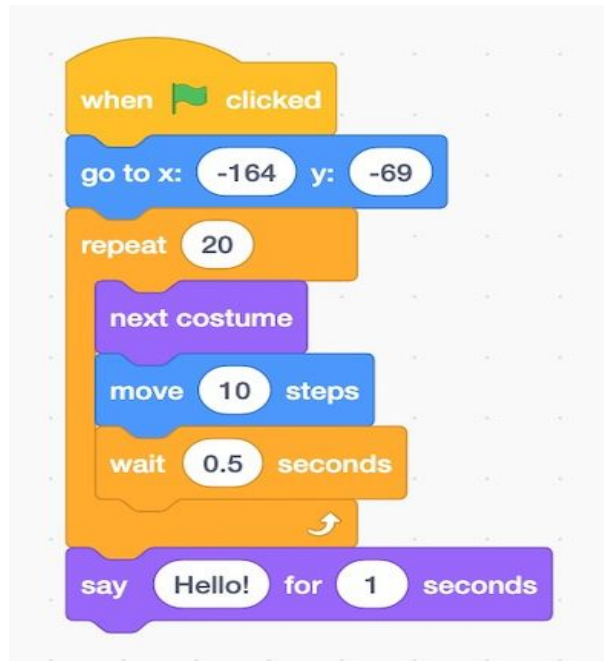 when clicked
go to x: -164 y: -69
repeat 20
next costume
move 10 steps
wait 0.5 seconds
say Hello! for 1 seconds